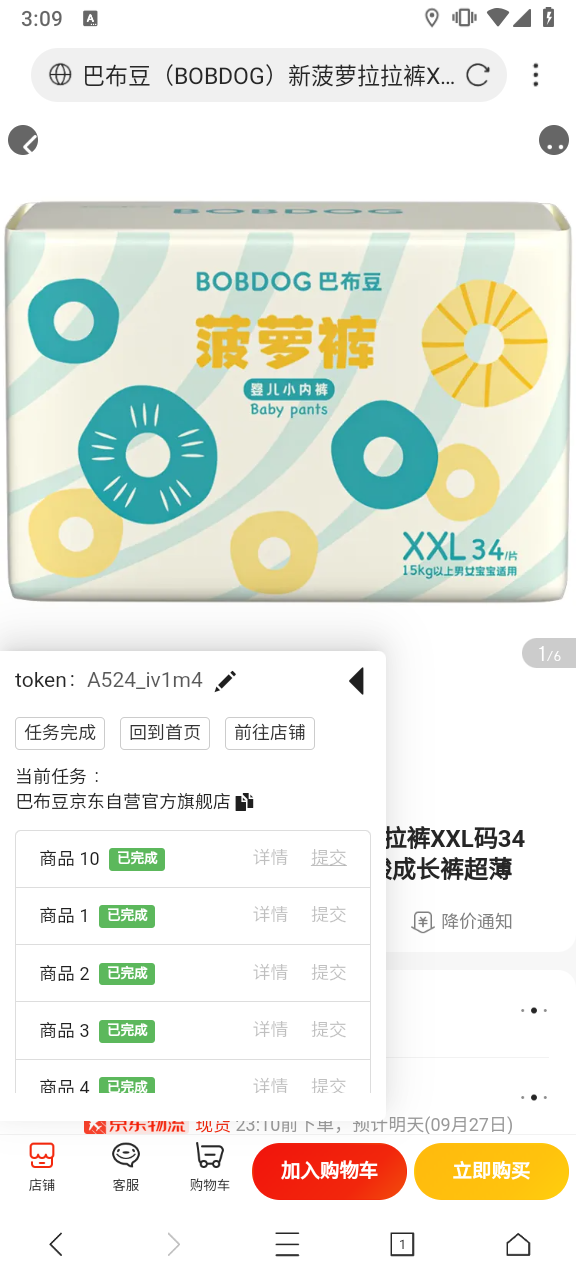 3:09
A
巴布豆（BOBDOG）新菠萝拉拉裤X...
BOBDOG
BOBDOG 巴布豆
菠萝裤
婴儿小内裤
Baby pants
XXL 34/片
15kg以上男女宝宝适用
1/6
token： A524_iv1m4
任务完成 回到首页 前往店铺
当前任务：
巴布豆京东自营官方旗舰店
拉裤XXL码34
成长裤超薄
商品 10 已完成 详情 提交
降价通知
商品 1 已完成 详情 提交
商品 2 已完成 详情 提交
商品 3 已完成 详情 提交
商品 4 已完成 详情 提交
京东物流 现货 23:10前下单，预计明天(09月27日)
店铺 客服 购物车 加入购物车 立即购买
1